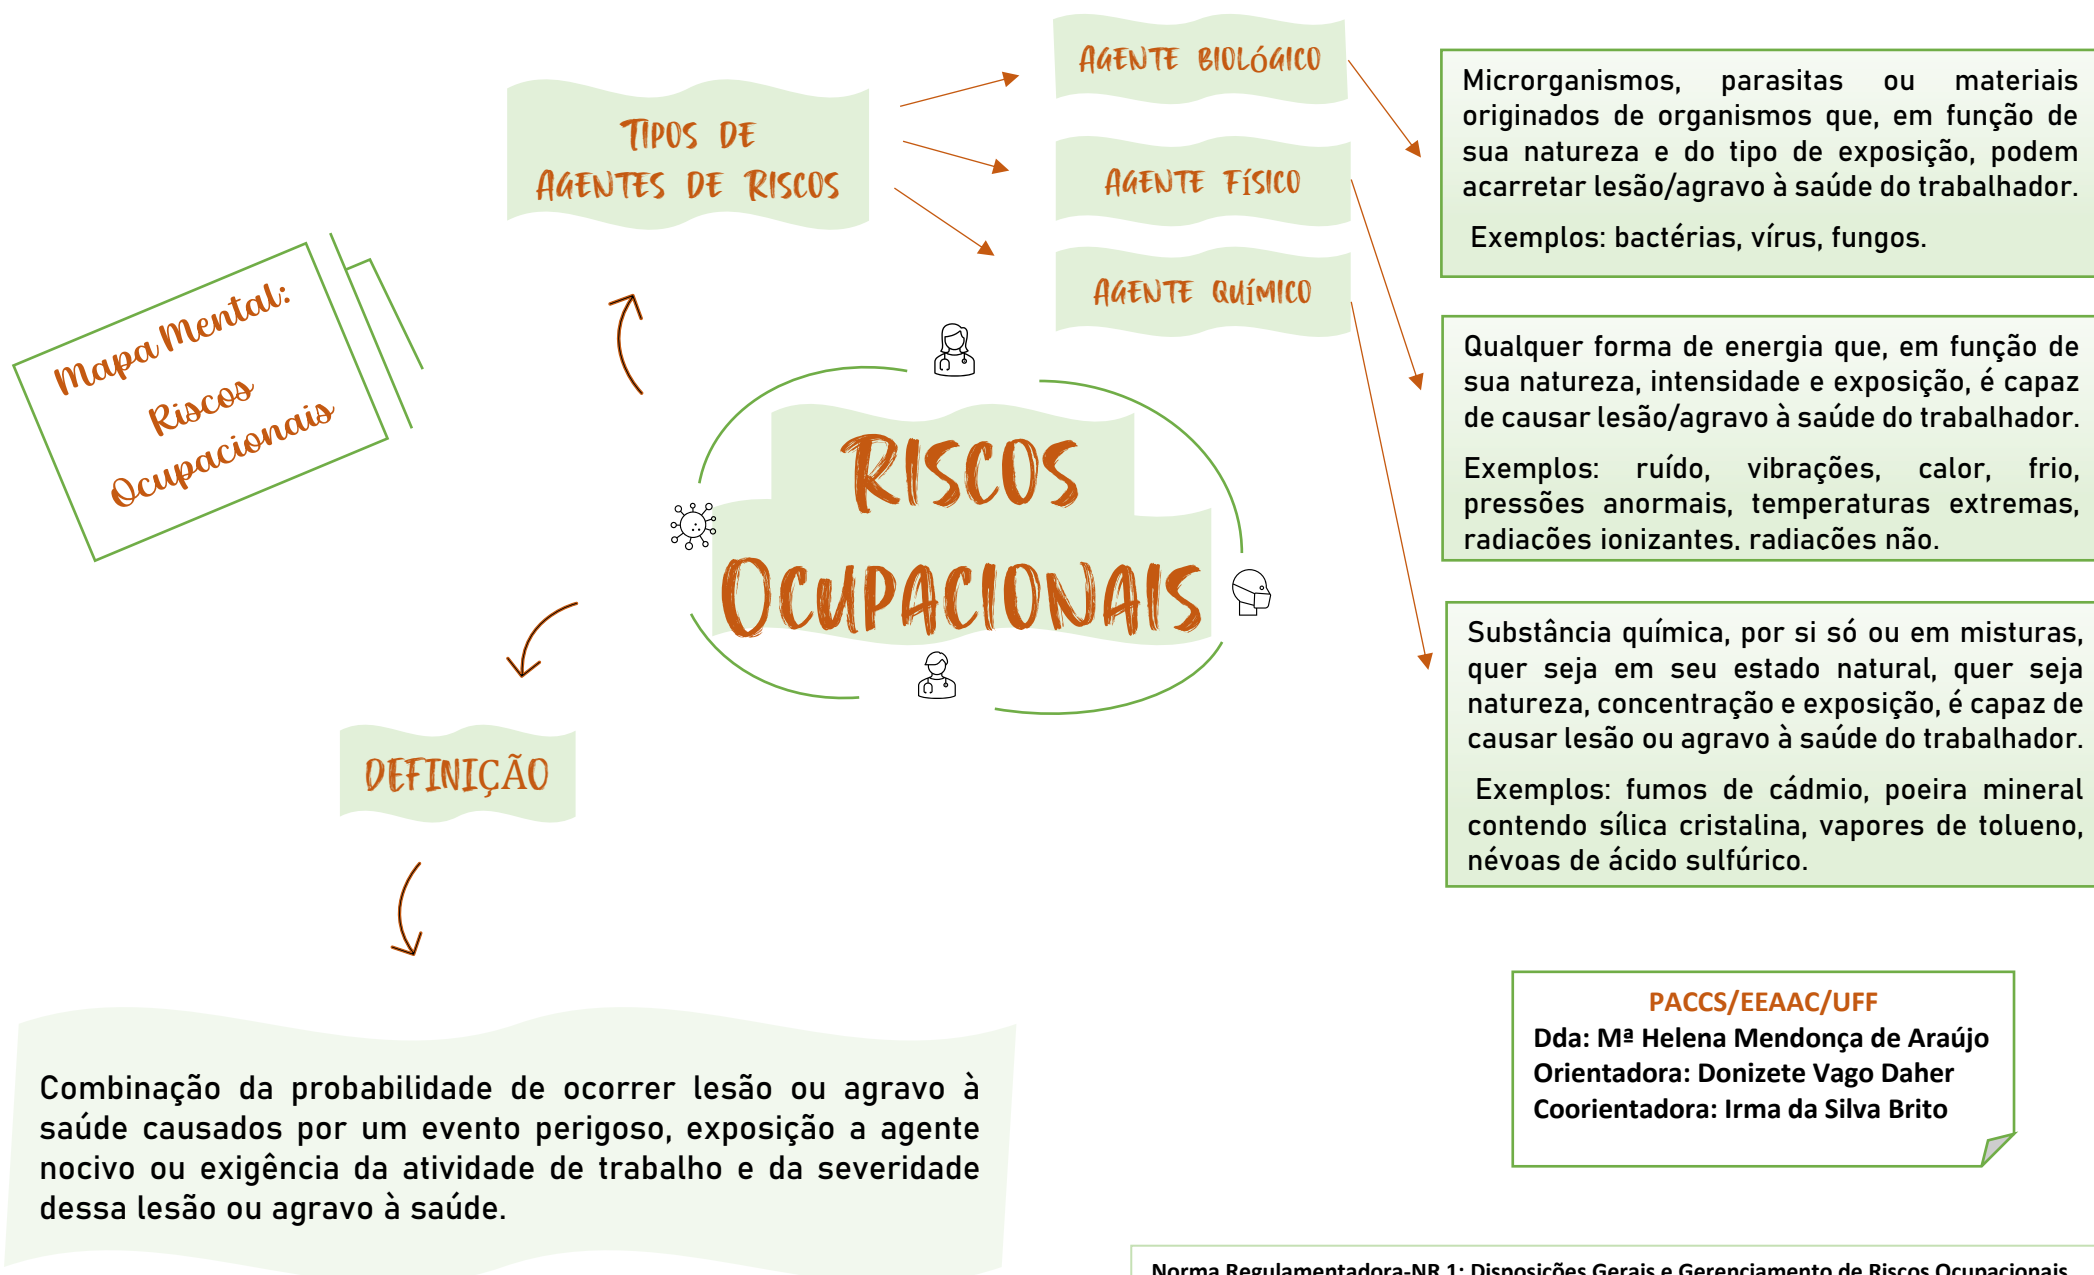 Mapa Mental:
Riscos
Ocupacionais
TIPOS DE
AGENTES DE RISCOS
AGENTE BIOLÓGICO
AGENTE FÍSICO
AGENTE QUÍMICO
Microrganismos, parasitas ou materiais
originados de organismos que, em função de
sua natureza e do tipo de exposição, podem
acarretar lesão/agravo à saúde do trabalhador.
Exemplos: bactérias, vírus, fungos.
Qualquer forma de energia que, em função de
sua natureza, intensidade e exposição, é capaz
de causar lesão/agravo à saúde do trabalhador.
Exemplos: ruído, vibrações, calor, frio,
pressões anormais, temperaturas extremas,
radiações ionizantes, radiações não.
Substância química, por si só ou em misturas,
quer seja em seu estado natural, quer seja
natureza, concentração e exposição, é capaz de
causar lesão ou agravo à saúde do trabalhador.
Exemplos: fumos de cádmio, poeira mineral
contendo sílica cristalina, vapores de tolueno,
névoas de ácido sulfúrico.
RISCOS
OCUPACIONAIS
DEFINIÇÃO
Combinação da probabilidade de ocorrer lesão ou agravo à
saúde causados por um evento perigoso, exposição a agente
nocivo ou exigência da atividade de trabalho e da severidade
dessa lesão ou agravo à saúde.
PACCS/EEAAC/UFF
Dda: Mª Helena Mendonça de Araújo
Orientadora: Donizete Vago Daher
Coorientadora: Irma da Silva Brito
Norma Regulamentadora-NR 1: Disposições Gerais e Gerenciamento de Riscos Ocupacionais